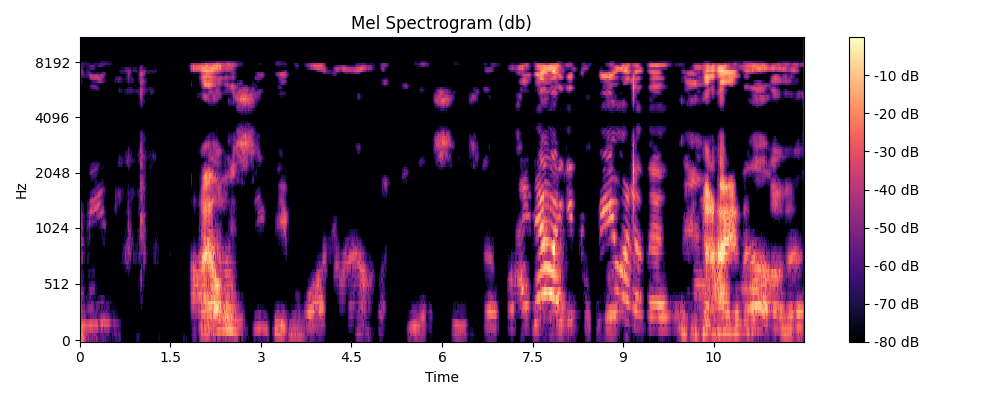 Mel Spectrogram (db)
8192
4096
2048
1024
512
0
Hz
0 1.5 3 4.5 6 7.5 9 10
Time
-10 dB
-20 dB
-30 dB
-40 dB
-50 dB
-60 dB
-70 dB
-80 dB